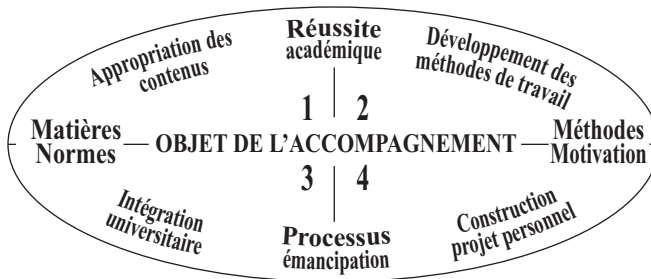 Réussite
académique
Appropriation des
contenus
Développement des
méthodes de travail
1 2
Matières
Normes
OBJET DE L'ACCOMPAGNEMENT
Méthodes
Motivation
3 4
Intégration
universitaire
Processus
émancipation
Construction
projet personnel